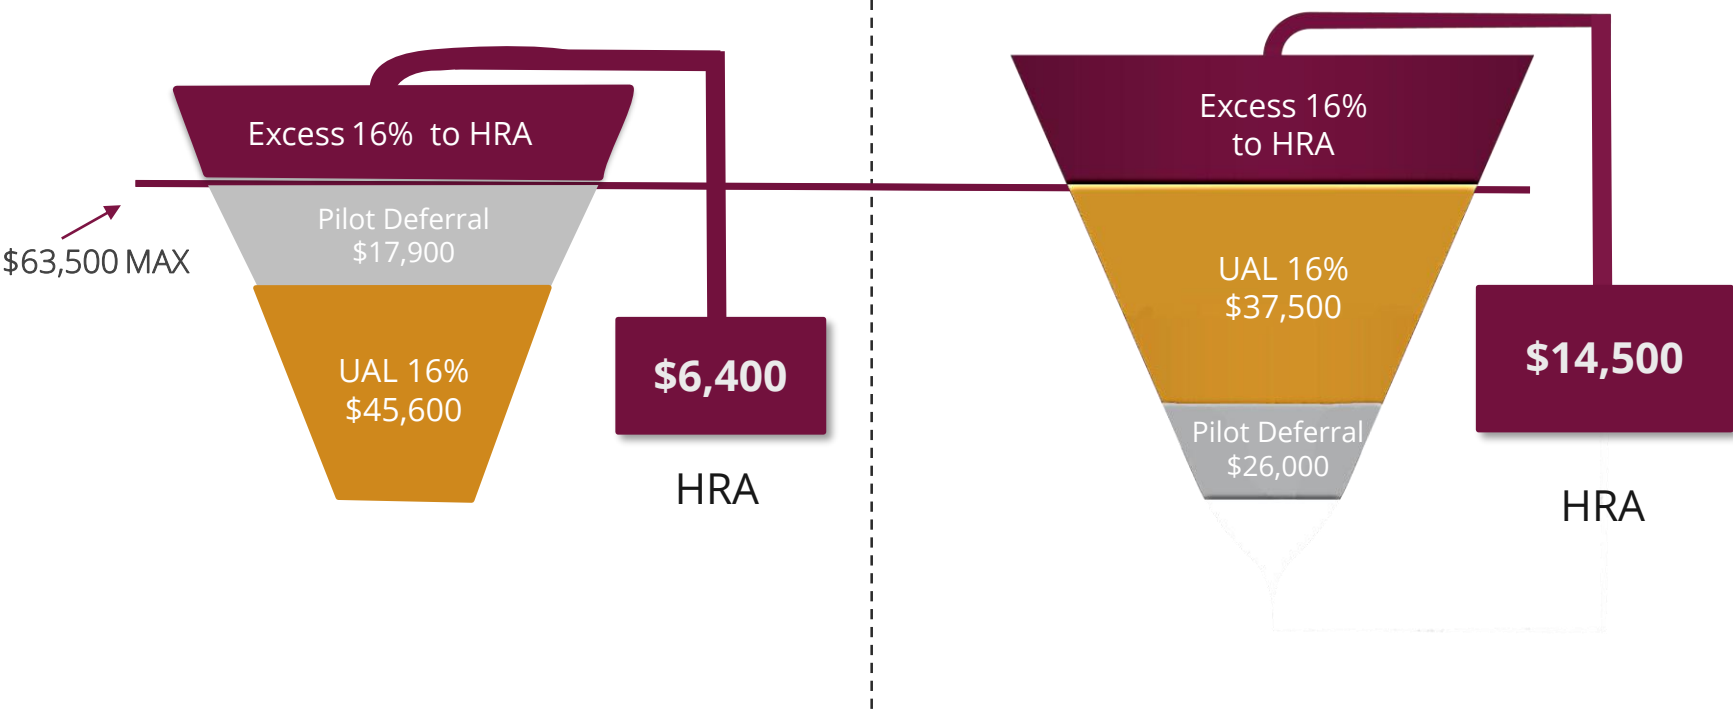 $63,500 MAX
Excess 16% to HRA
Pilot Deferral
$17,900
UAL 16%
$45,600
$6,400
HRA
Excess 16%
to HRA
UAL 16%
$37,500
Pilot Deferral
$26,000
$14,500
HRA